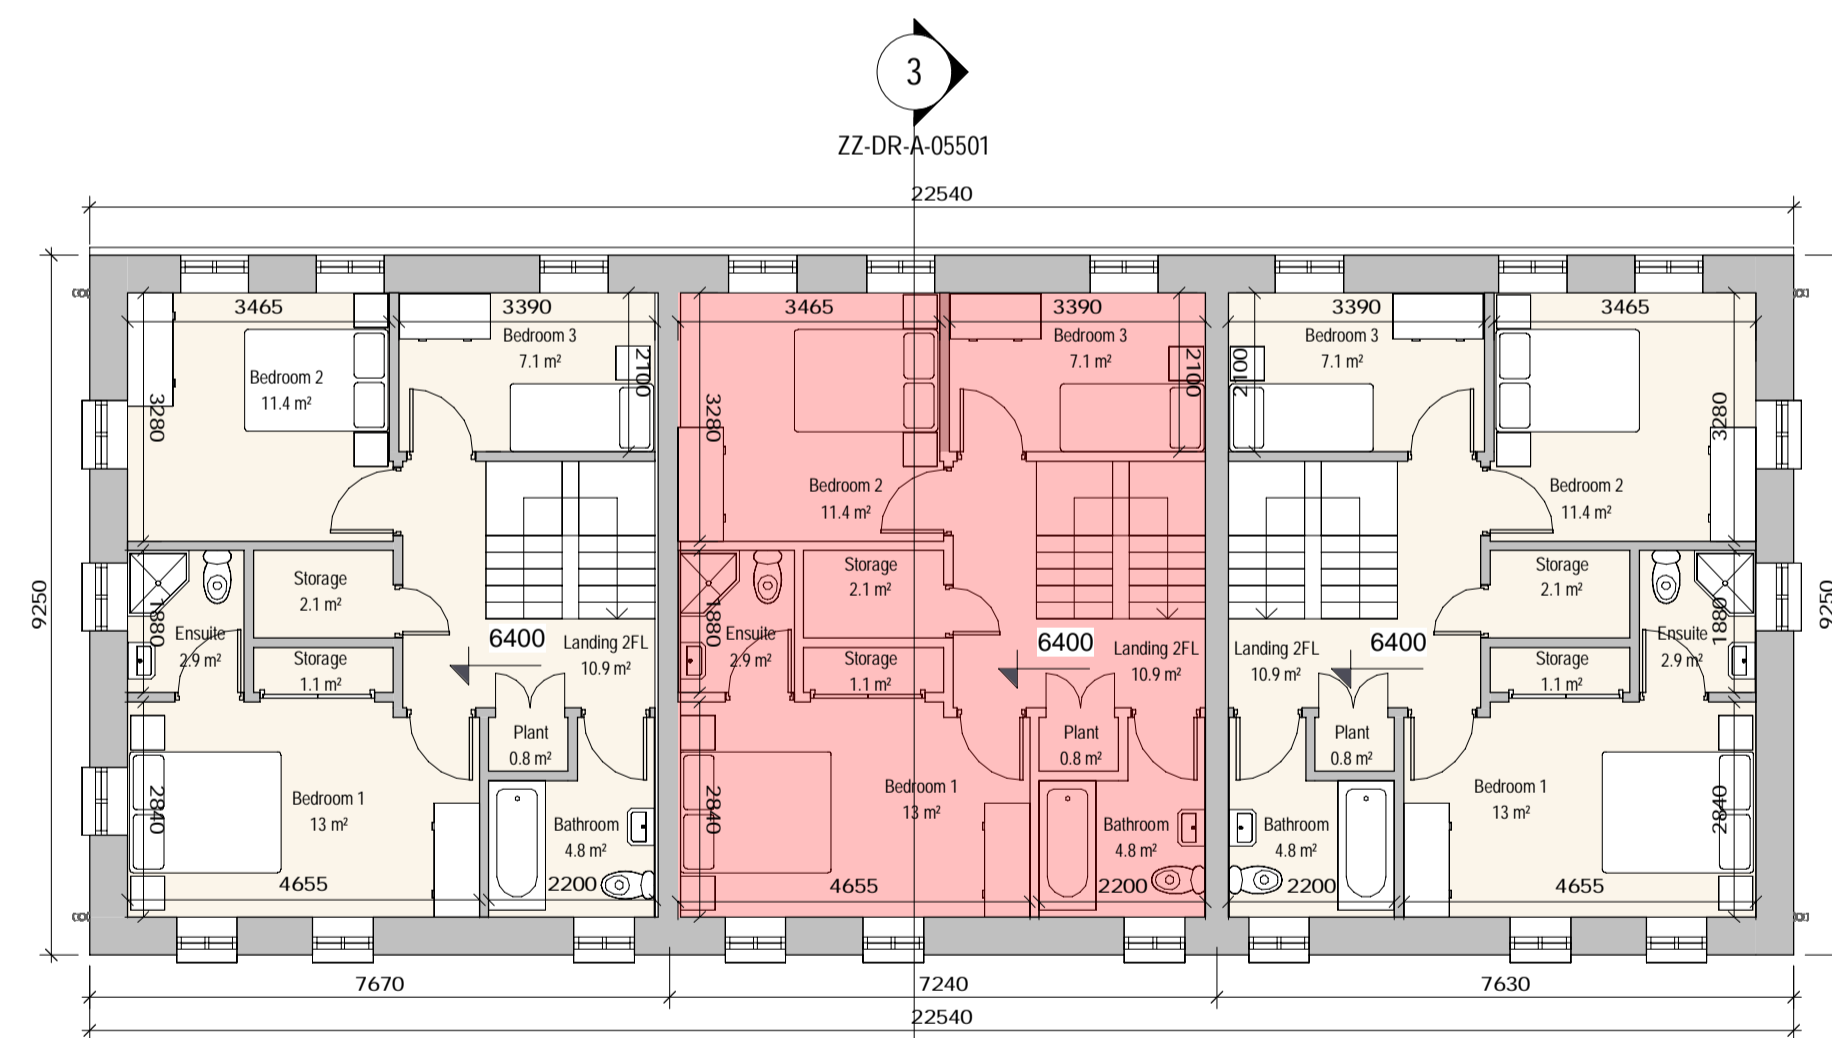 3
ZZ-DR-A-05501
22540
3465
3390
3465
3390
3390
3465
Bedroom 3
7.1 m²
Bedroom 3
7.1 m²
Bedroom 3
7.1 m²
2100
2100
2100
Bedroom 2
11.4 m²
3280
3280
3280
Bedroom 2
11.4 m²
Bedroom 2
11.4 m²
9250
9250
Storage
2.1 m²
Storage
2.1 m²
Storage
2.1 m²
1880
1880
1880
Ensuite
2.9 m²
Ensuite
2.9 m²
Ensuite
2.9 m²
6400
6400
6400
Landing 2FL
10.9 m²
Landing 2FL
10.9 m²
Landing 2FL
10.9 m²
Storage
1.1 m²
Storage
1.1 m²
Storage
1.1 m²
Plant
0.8 m²
Plant
0.8 m²
Plant
0.8 m²
2840
2840
2840
Bedroom 1
13 m²
Bedroom 1
13 m²
Bedroom 1
13 m²
Bathroom
4.8 m²
Bathroom
4.8 m²
Bathroom
4.8 m²
4655
2200
4655
2200
2200
4655
7670
7240
7630
22540